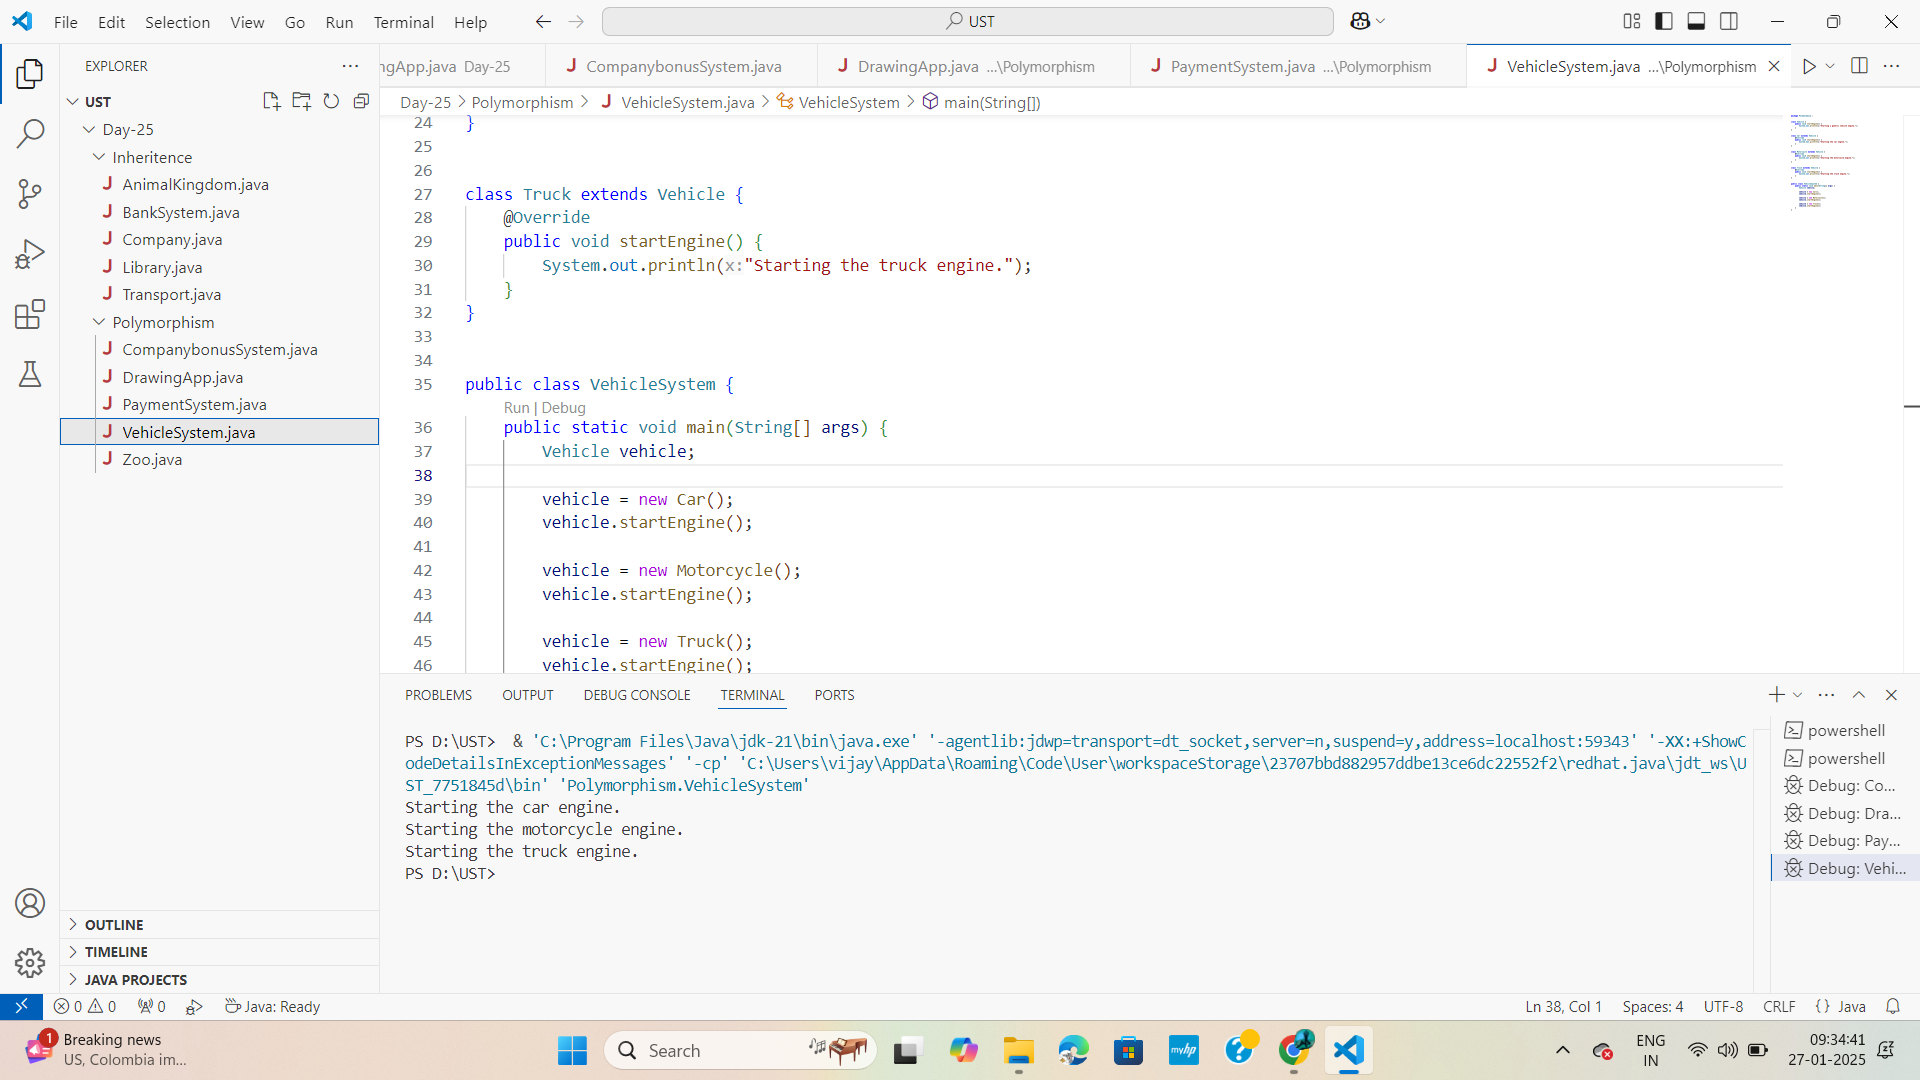 File Edit Selection View Go Run Terminal Help
UST
EXPLORER
ngApp.java Day-25
CompanybonusSystem.java
DrawingApp.java ...\Polymorphism
PaymentSystem.java ...\Polymorphism
VehicleSystem.java ...\Polymorphism
UST
Day-25
Inheritence
AnimalKingdom.java
BankSystem.java
Company.java
Library.java
Transport.java
Polymorphism
CompanybonusSystem.java
DrawingApp.java
PaymentSystem.java
VehicleSystem.java
Zoo.java
OUTLINE
TIMELINE
JAVA PROJECTS
Day-25 > Polymorphism > VehicleSystem.java > VehicleSystem > main(String[])
24 }
25
26
27 class Truck extends Vehicle {
28 @Override
29 public void startEngine() {
30 System.out.println(x:"Starting the truck engine.");
31 }
32 }
33
34
35 public class VehicleSystem {
Run | Debug
36 public static void main(String[] args) {
37 Vehicle vehicle;
38
39 vehicle = new Car();
40 vehicle.startEngine();
41
42 vehicle = new Motorcycle();
43 vehicle.startEngine();
44
45 vehicle = new Truck();
46 vehicle.startEngine();
PROBLEMS OUTPUT DEBUG CONSOLE TERMINAL PORTS
PS D:\UST>  & 'C:\Program Files\Java\jdk-21\bin\java.exe' '-agentlib:jdwp=transport=dt_socket,server=n,suspend=y,address=localhost:59343' '-XX:+ShowC
odeDetailsInExceptionMessages' '-cp' 'C:\Users\vijay\AppData\Roaming\Code\User\workspaceStorage\23707bbd882957ddbe13ce6dc22552f2\redhat.java\jdt_ws\U
ST_7751845d\bin' 'Polymorphism.VehicleSystem'
Starting the car engine.
Starting the motorcycle engine.
Starting the truck engine.
PS D:\UST>
powershell
powershell
Debug: Co...
Debug: Dra...
Debug: Pay...
Debug: Vehi...
0 0 0 Java: Ready
Ln 38, Col 1 Spaces: 4 UTF-8 CRLF {} Java
1
Breaking news
US, Colombia im...
Search
myhp
ENG
IN
09:34:41
27-01-2025